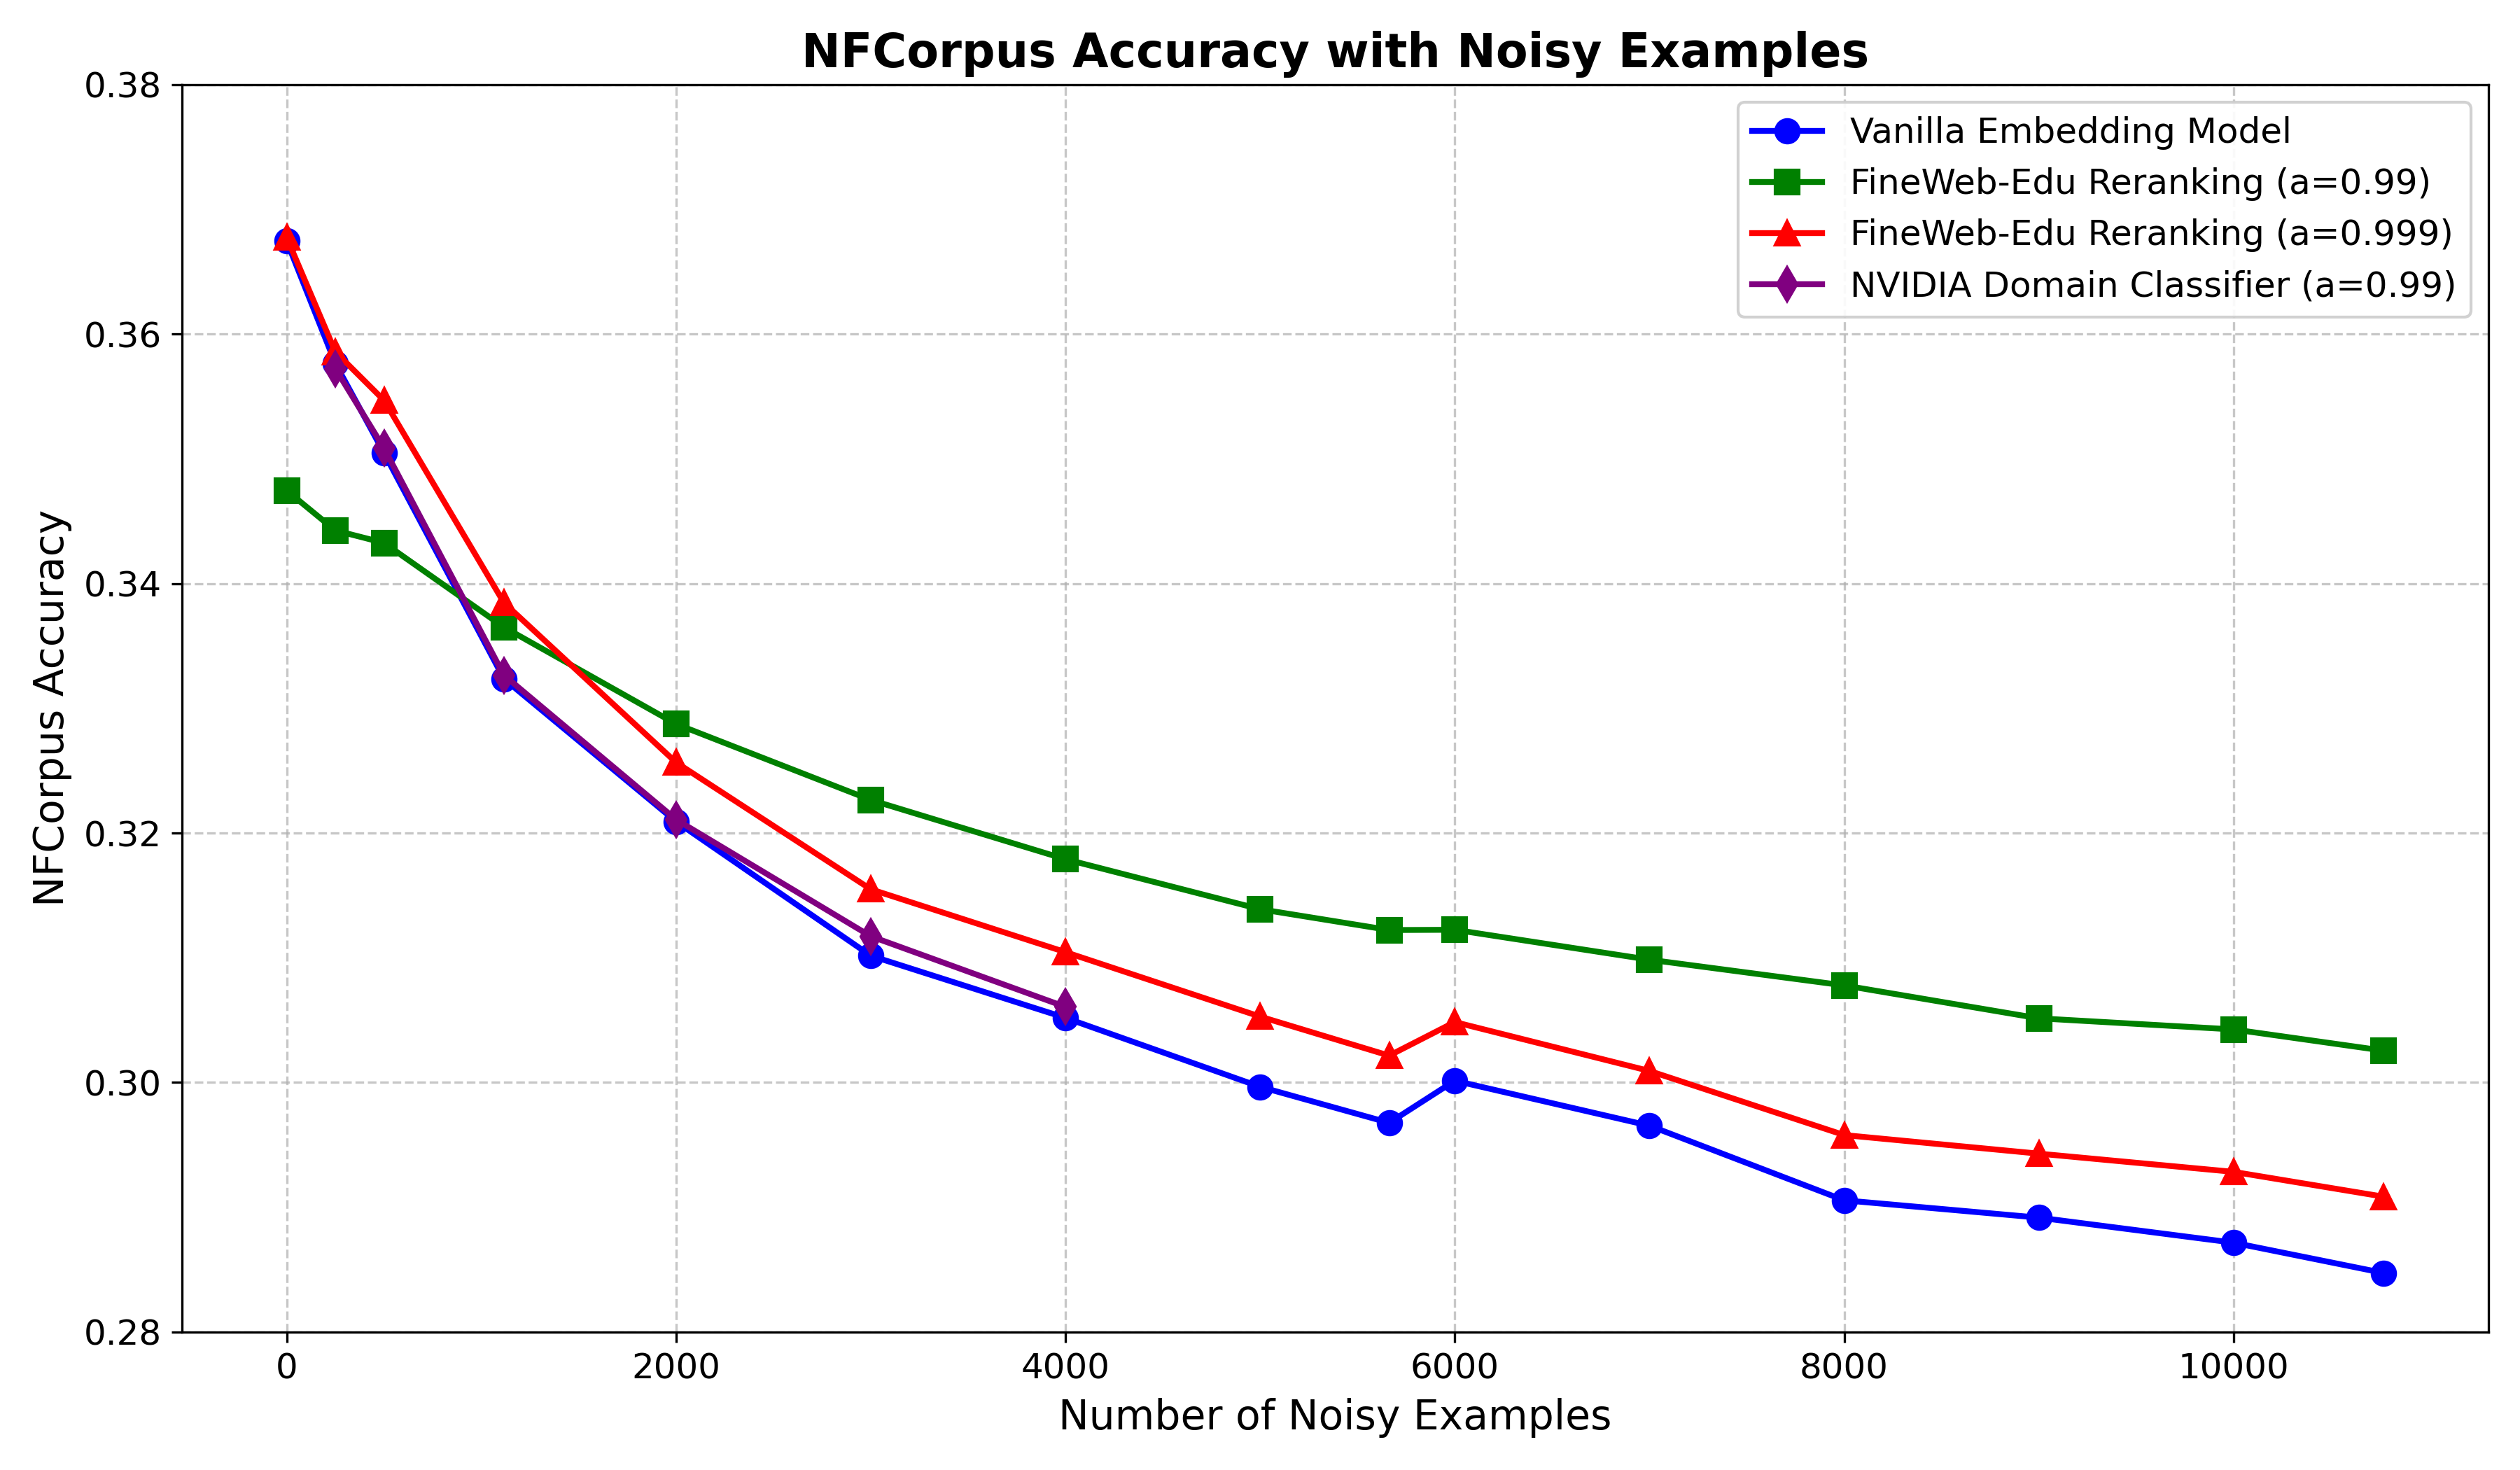 NFCorpus Accuracy with Noisy Examples
0.38
0.36
0.34
0.32
0.30
0.28
NFCorpus Accuracy
Vanilla Embedding Model
FineWeb-Edu Reranking (a=0.99)
FineWeb-Edu Reranking (a=0.999)
NVIDIA Domain Classifier (a=0.99)
0 2000 4000 6000 8000 10000
Number of Noisy Examples